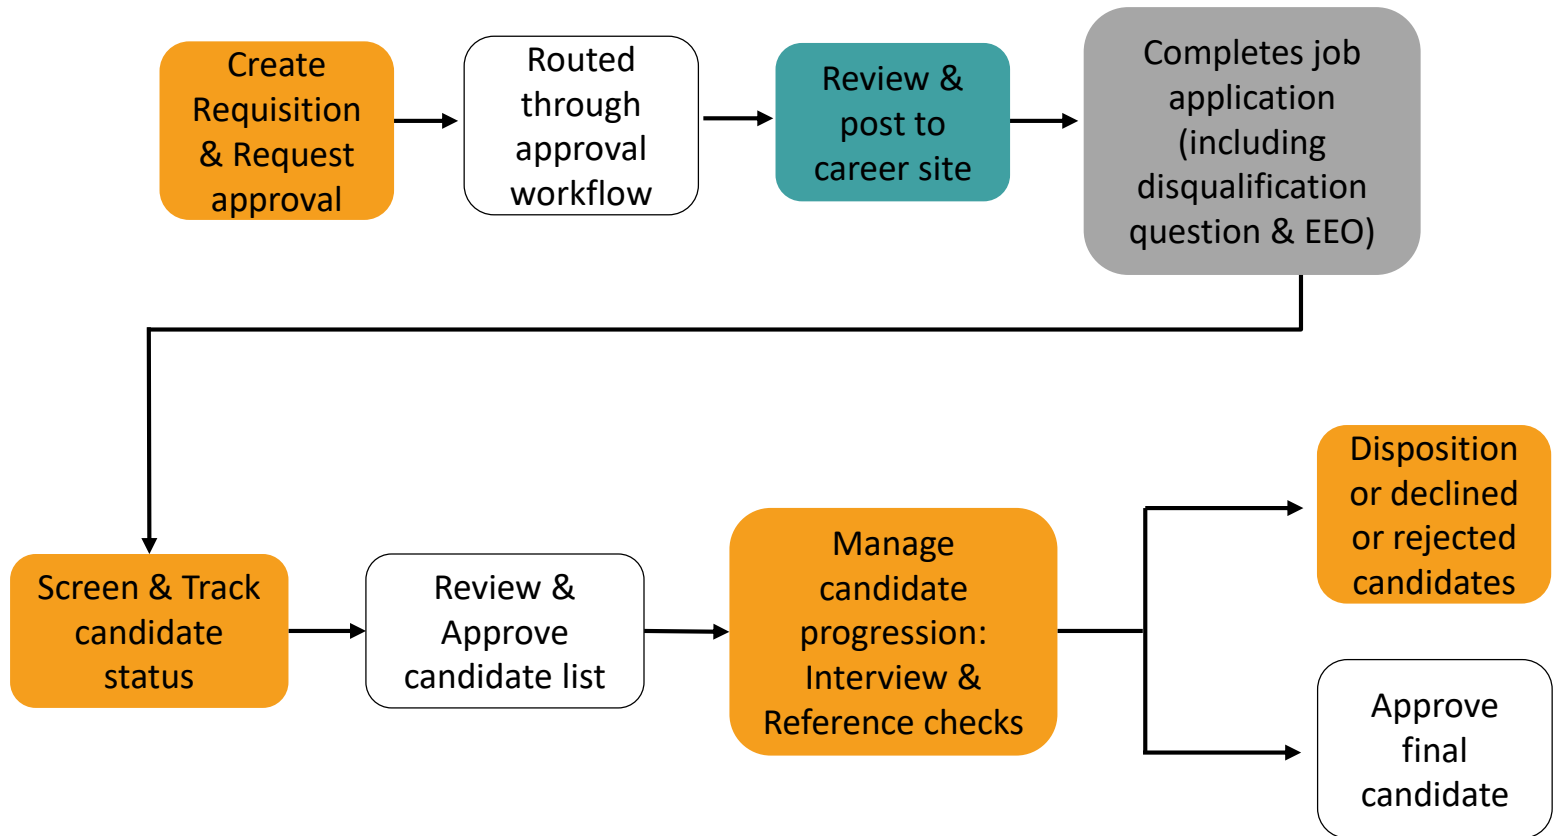 Create
Requisition
& Request
approval
Routed
through
approval
workflow
Review &
post to
career site
Completes job
application
(including
disqualification
question & EEO)
Screen & Track
candidate
status
Review &
Approve
candidate list
Manage
candidate
progression:
Interview &
Reference checks
Disposition
or declined
or rejected
candidates
Approve
final
candidate